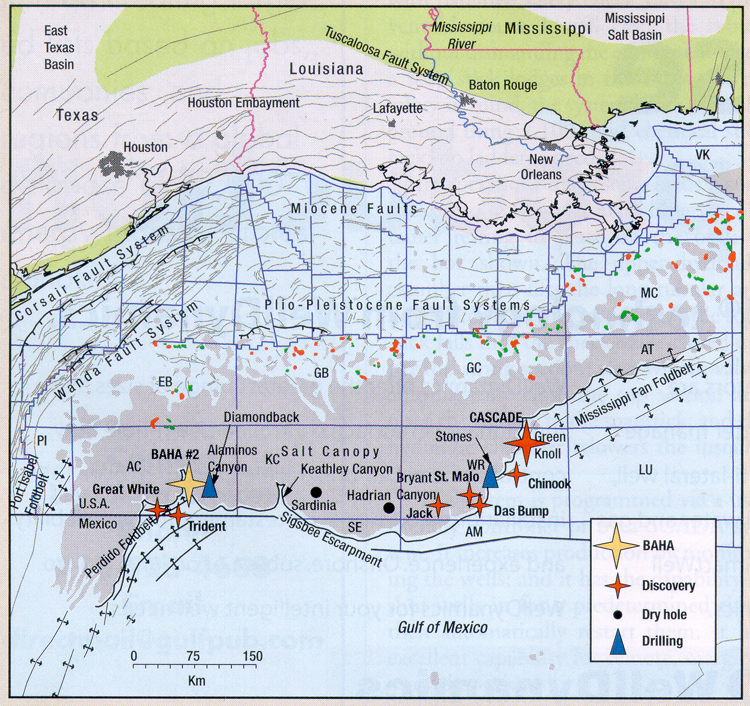 East
Texas
Basin
Mississippi
River
Mississippi
Mississippi
Salt Basin
Tuscaloosa Fault System
Louisiana
Baton Rouge
Houston Embayment
Lafayette
Texas
Houston
New
Orleans
VK
Miocene Faults
Corsair Fault System
Plio-Pleistocene Fault Systems
MC
Wanda Fault System
AT
EB
GB
GC
Mississippi Fan Foldbelt
Diamondback
CASCADE
PI
BAHA #2
Alaminos
Canyon
Salt Canopy
Stones
Green
Knoll
AC
KC
Keathley Canyon
WR
LU
Port Isabel
Foldbelt
Great White
Sardinia
Hadrian
Bryant
Canyon
St. Malo
Chinook
U.S.A.
Mexico
Trident
Jack
Das Bump
Perdido Foldbelt
Sigsbee Escarpment
SE
AM
BAHA
Discovery
Dry hole
Drilling
Gulf of Mexico
0 75 150
Km